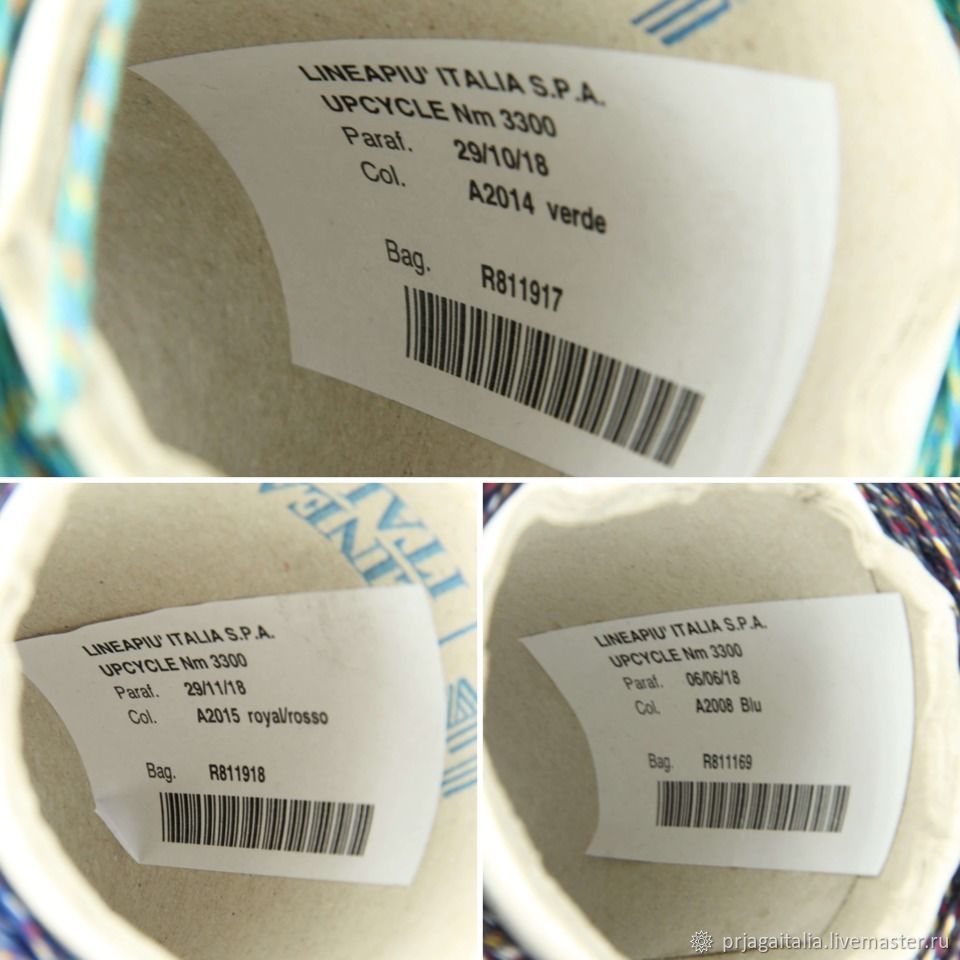 LINEAPIU' ITALIA S.P.A.
UPCYCLE Nm 3300
Paraf. 29/10/18
Col. A2014 verde
Bag. R811917
LINEA
ITAL
LINEAPIU' ITALIA S.P.A.
UPCYCLE Nm 3300
Paraf. 29/11/18
Col. A2015 royal/rosso
Bag. R811918
LINEAPIU' ITALIA S.P.A.
UPCYCLE Nm 3300
Paraf. 06/06/18
Col. A2008 Blu
Bag. R811169
prjagaitalia.livemaster.ru